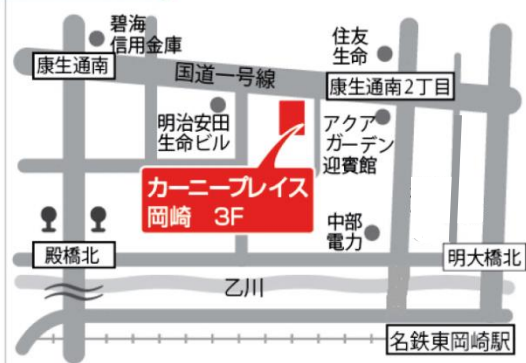 碧海
信用金庫
住友
生命
康生通南
国道一号線
康生通南2丁目
明治安田
生命ビル
アクア
ガーデン
迎賓館
カーニープレイス
岡崎 3F
中部
電力
殿橋北
明大橋北
乙川
名鉄東岡崎駅